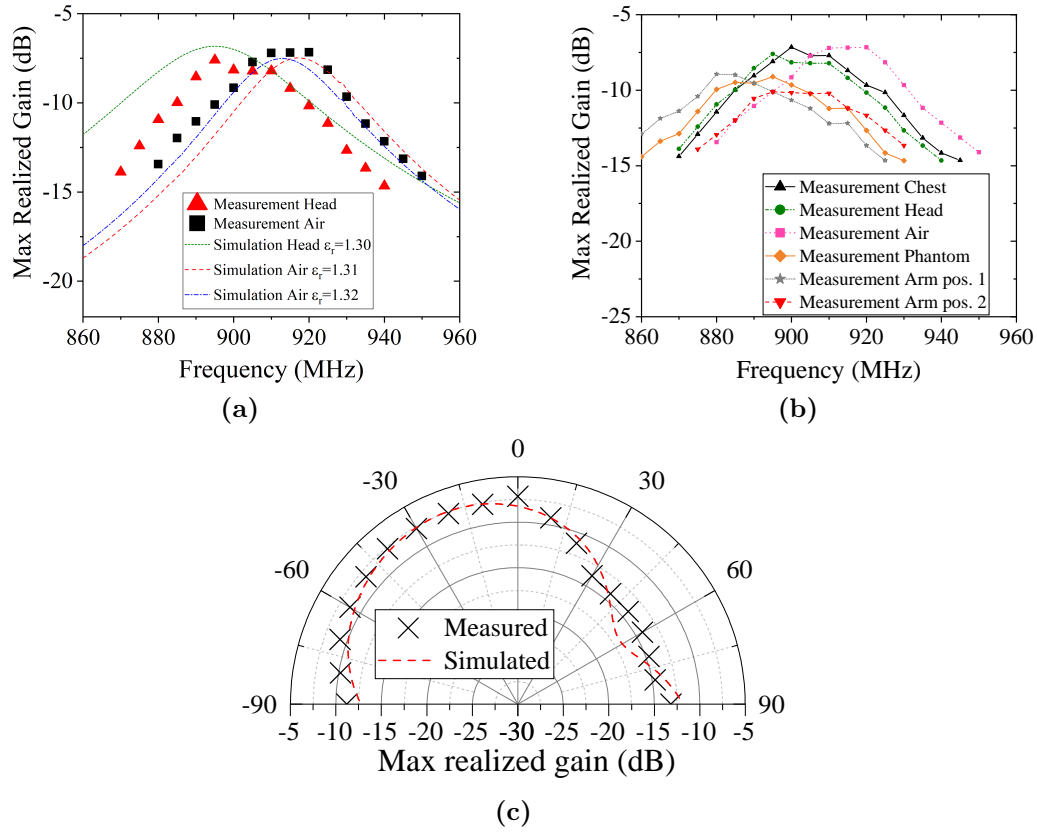 -5
-10
-15
-20
Max Realized Gain (dB)
Measurement Head
Measurement Air
Simulation Head εr=1.30
Simulation Air εr=1.31
Simulation Air εr=1.32
860 880 900 920 940 960
Frequency (MHz)
(a)
-5
-10
-15
-20
-25
Max Realized Gain (dB)
Measurement Chest
Measurement Head
Measurement Air
Measurement Phantom
Measurement Arm pos. 1
Measurement Arm pos. 2
860 880 900 920 940 960
Frequency (MHz)
(b)
0
-30 30
-60 60
Measured
Simulated
-90 90
-5 -10 -15 -20 -25 -30 -25 -20 -15 -10 -5
Max realized gain (dB)
(c)